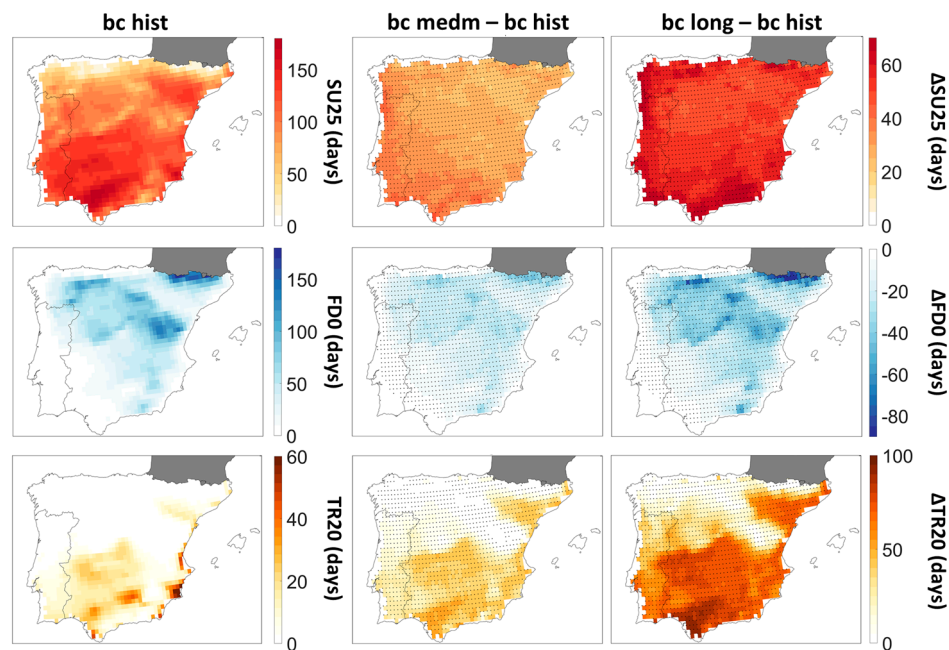 bc hist
bc medm – bc hist
bc long – bc hist
150
100
50
0
SU25 (days)
60
40
20
0
ΔSU25 (days)
150
100
50
0
FD0 (days)
0
-20
-40
-60
-80
ΔFD0 (days)
60
40
20
0
TR20 (days)
100
50
0
ΔTR20 (days)